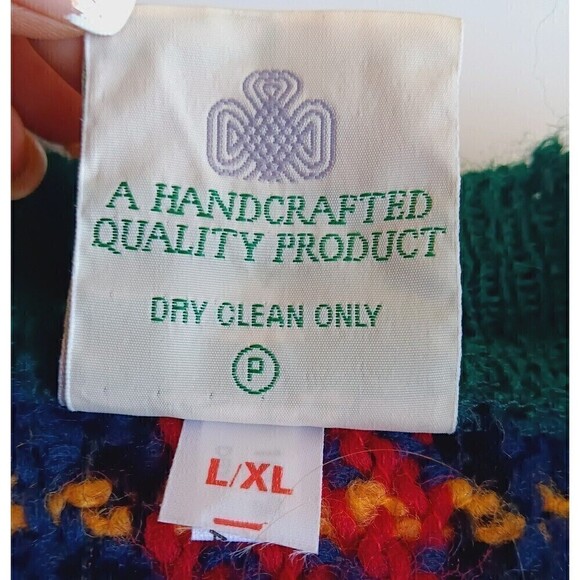 A HANDCRAFTED
QUALITY PRODUCT
DRY CLEAN ONLY
P
L/XL